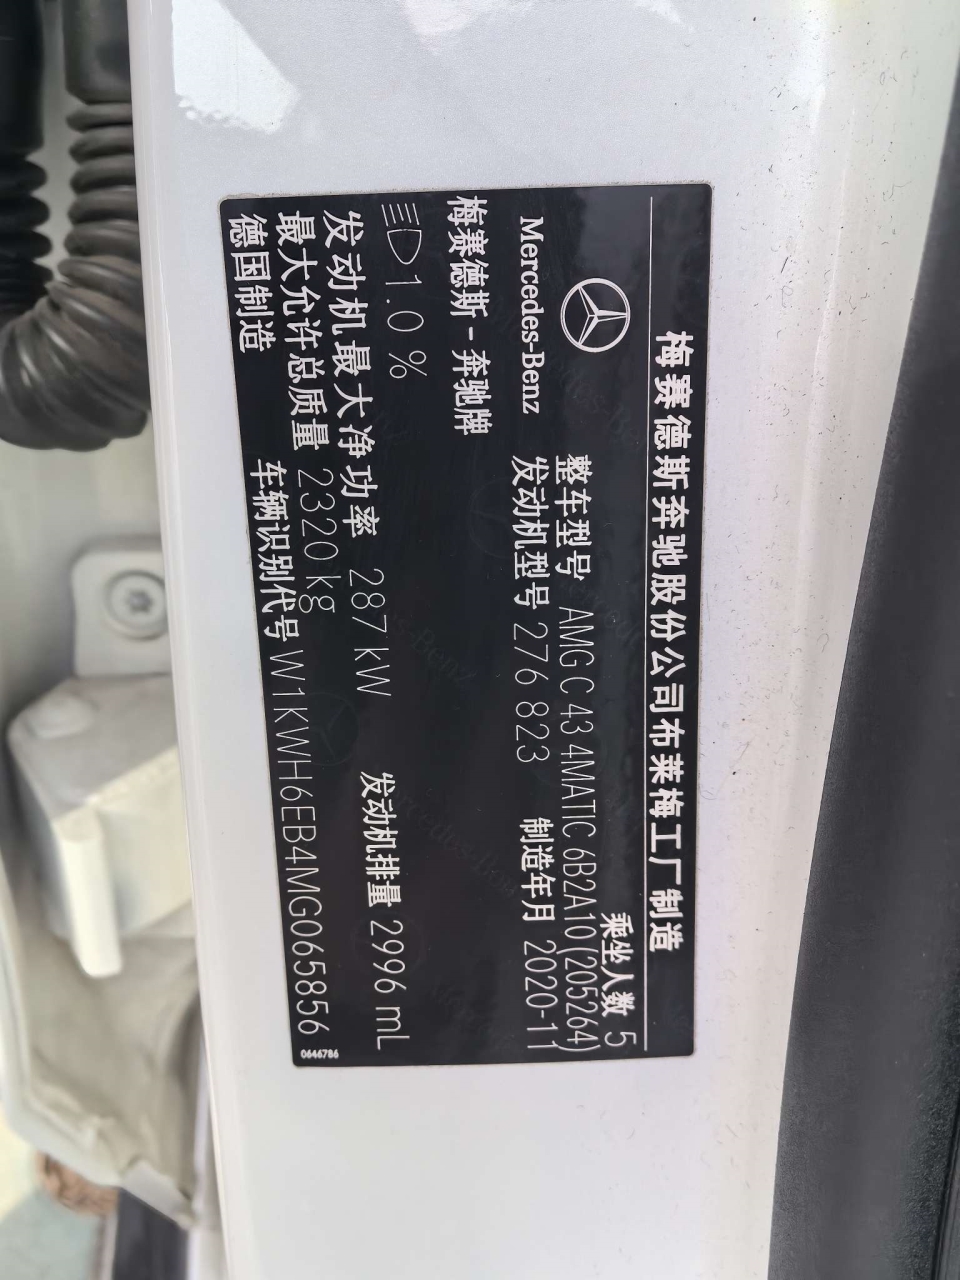 梅赛德斯奔驰股份公司布莱梅工厂制造
乘坐人数 5
整车型号 AMG C 43 4MATIC 6B2A10(205264)
Mercedes-Benz 发动机型号 276 823 制造年月 2020-11
梅赛德斯-奔驰牌
1.0 % 发动机排量 2996 mL
发动机最大净功率 287 kW
最大允许总质量 2320 kg
德国制造 车辆识别代号 W1KWH6EB4MG065856
0646786